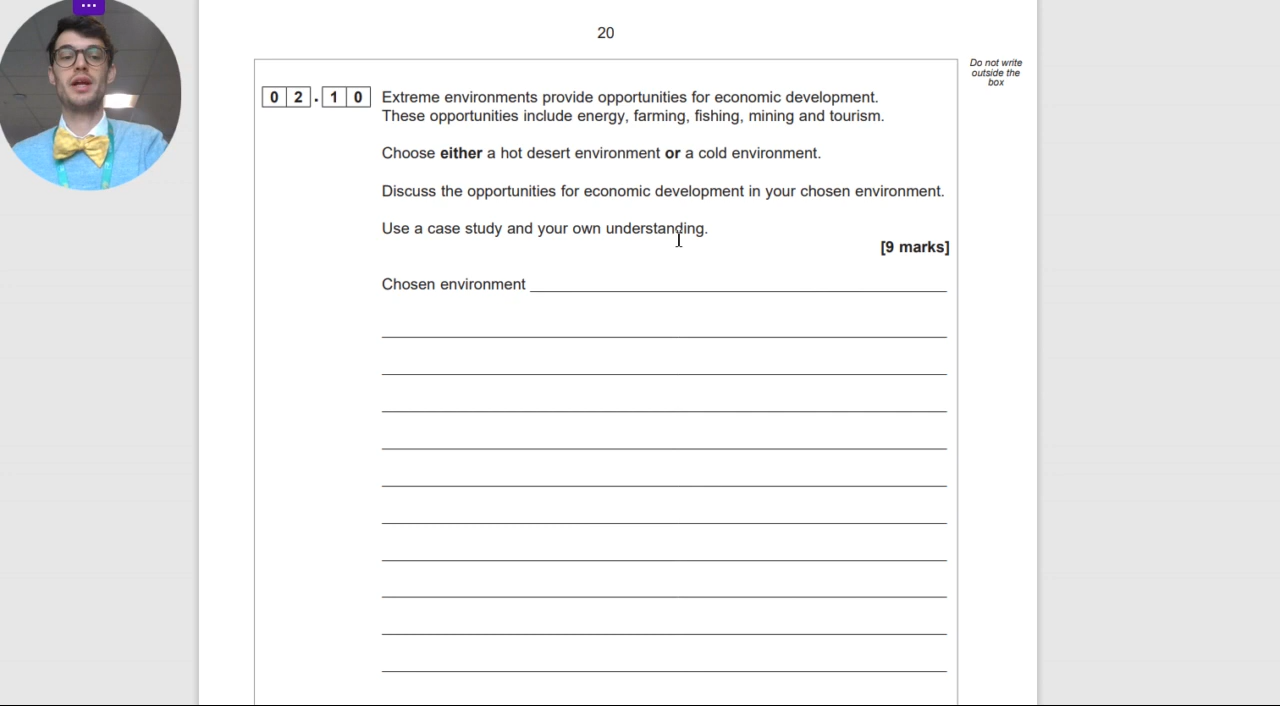 20
Do not write
outside the
box
0 2 . 1 0 Extreme environments provide opportunities for economic development.
These opportunities include energy, farming, fishing, mining and tourism.
Choose either a hot desert environment or a cold environment.
Discuss the opportunities for economic development in your chosen environment.
Use a case study and your own understanding.
[9 marks]
Chosen environment